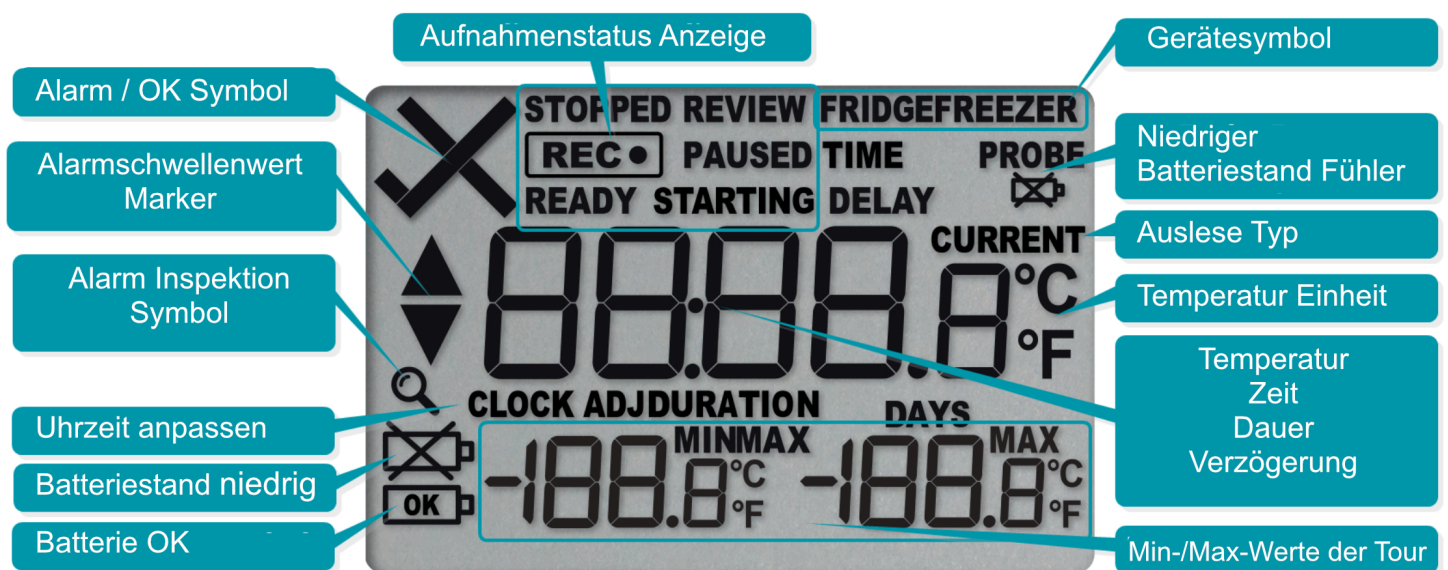 Aufnahmenstatus Anzeige
Gerätesymbol
Alarm / OK Symbol
Alarmschwellenwert
Marker
Alarm Inspektion
Symbol
Uhrzeit anpassen
Batteriestand niedrig
Batterie OK
STOPPED REVIEW FRIDGEFREEZER
REC PAUSED TIME PROBE
READY STARTING DELAY
CURRENT
88:88.8 °C
°F
CLOCK ADJDURATION DAYS
MINMAX MAX
-188.8 °C -188.8 °C
°F °F
OK
Niedriger
Batteriestand Fühler
Auslese Typ
Temperatur Einheit
Temperatur
Zeit
Dauer
Verzögerung
Min-/Max-Werte der Tour